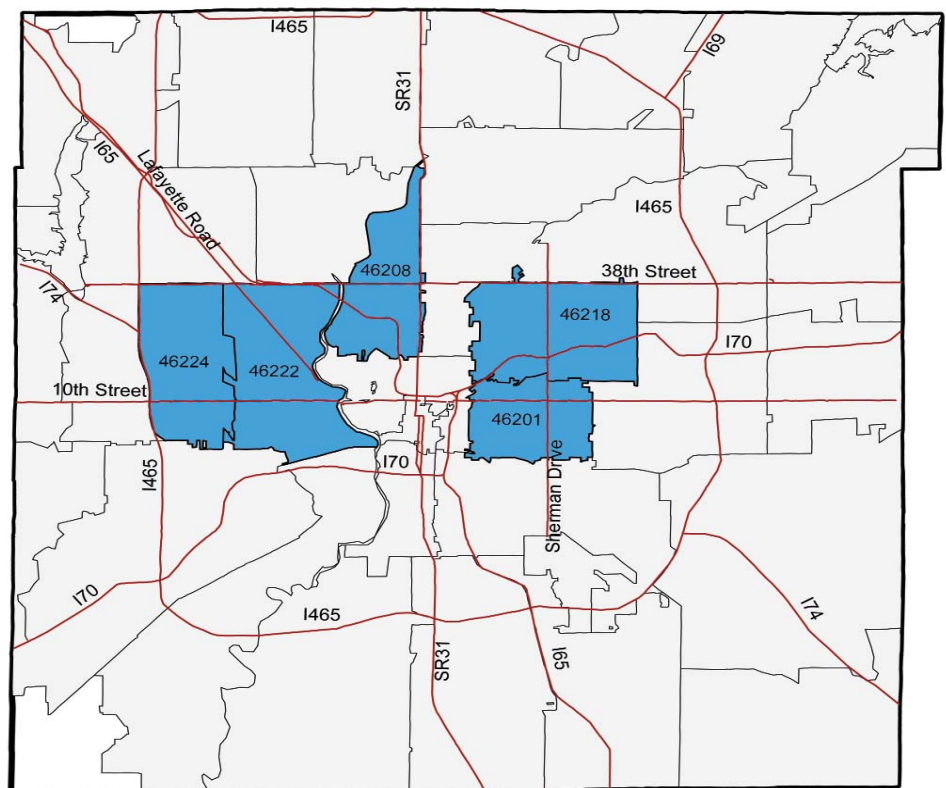 I465
I69
SR31
I65
Lafayette Road
I465
46208
38th Street
I74
46218
I70
46224
46222
10th Street
46201
I70
I465
Sherman Drive
I70
I465
I74
SR31
I65